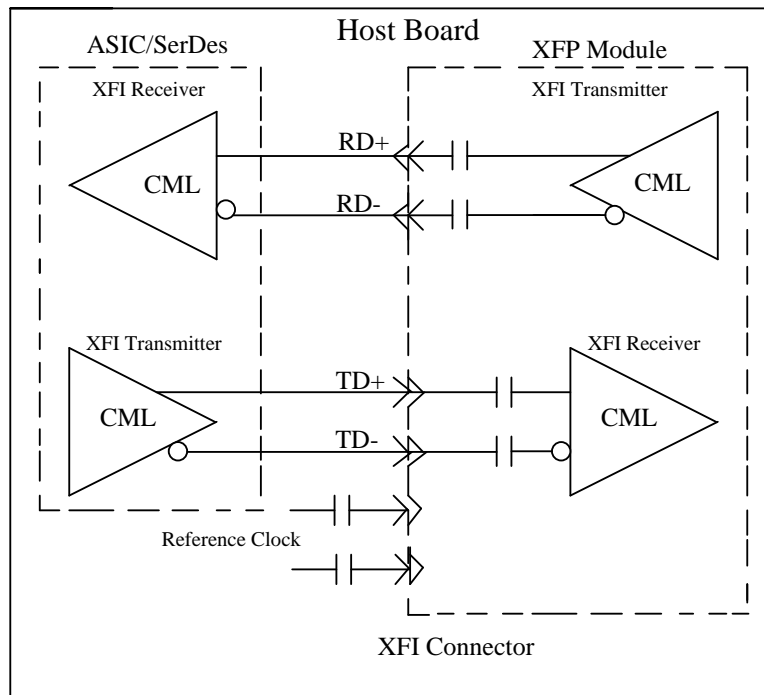 Host Board
ASIC/SerDes
XFP Module
XFI Receiver
XFI Transmitter
RD+
CML
CML
RD-
XFI Transmitter
XFI Receiver
TD+
CML
CML
TD-
Reference Clock
XFI Connector